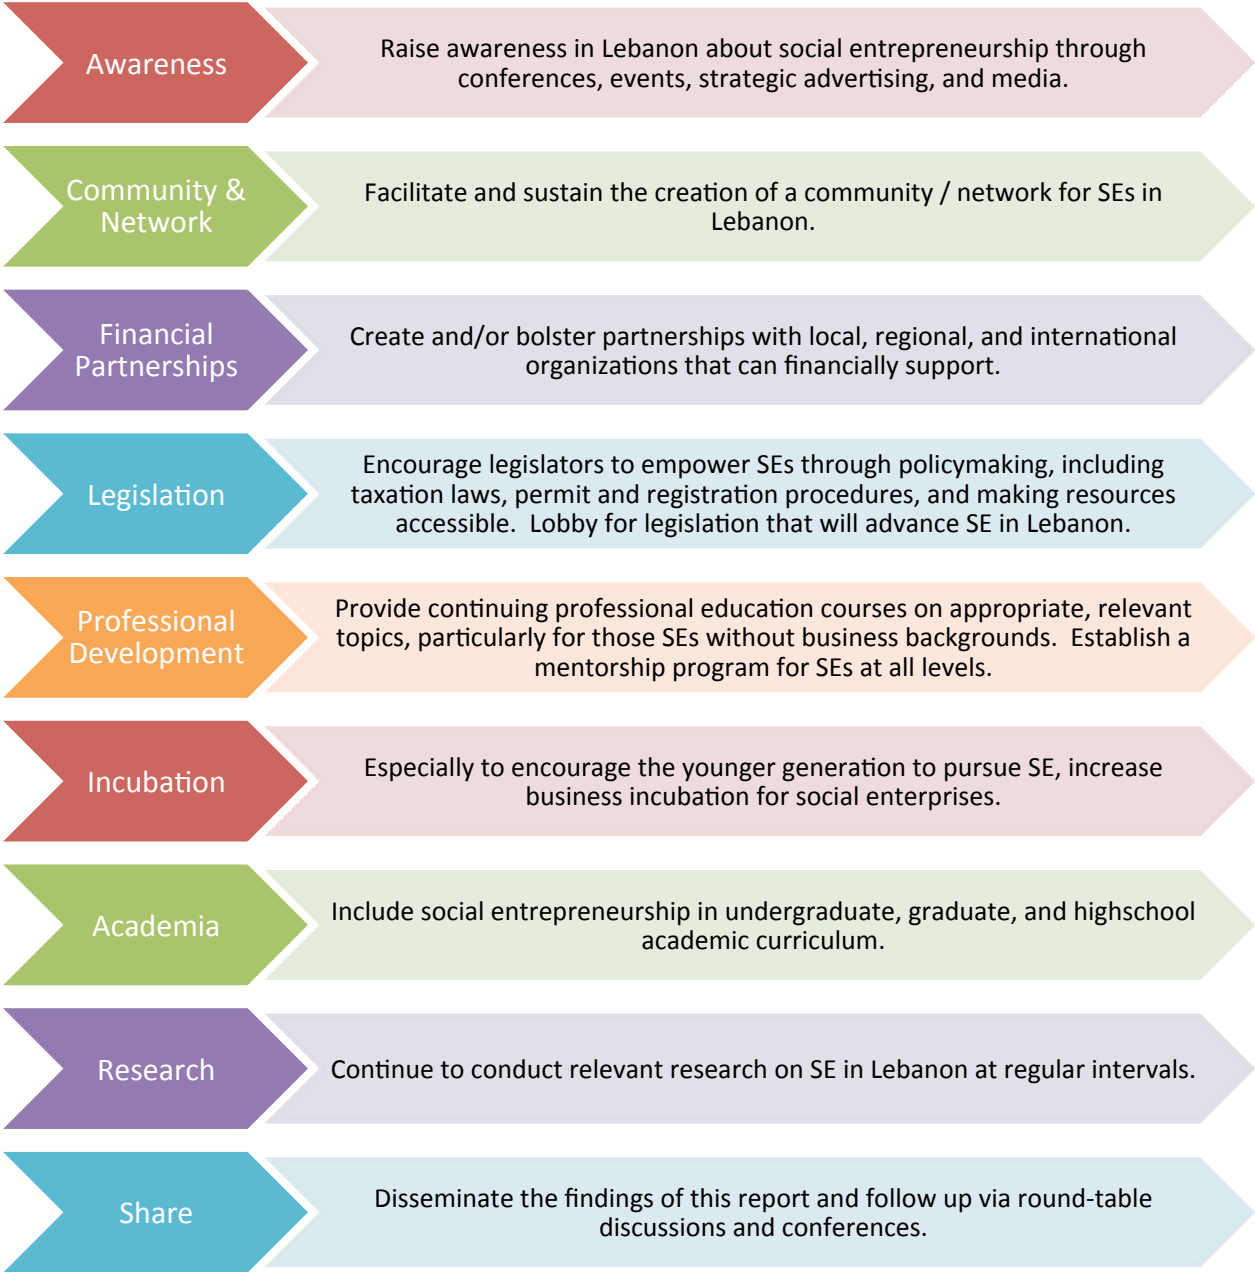 Awareness
Raise awareness in Lebanon about social entrepreneurship through
conferences, events, strategic advertising, and media.
Community &
Network
Facilitate and sustain the creation of a community / network for SEs in
Lebanon.
Financial
Partnerships
Create and/or bolster partnerships with local, regional, and international
organizations that can financially support.
Legislation
Encourage legislators to empower SEs through policymaking, including
taxation laws, permit and registration procedures, and making resources
accessible.  Lobby for legislation that will advance SE in Lebanon.
Professional
Development
Provide continuing professional education courses on appropriate, relevant
topics, particularly for those SEs without business backgrounds.  Establish a
mentorship program for SEs at all levels.
Incubation
Especially to encourage the younger generation to pursue SE, increase
business incubation for social enterprises.
Academia
Include social entrepreneurship in undergraduate, graduate, and highschool
academic curriculum.
Research
Continue to conduct relevant research on SE in Lebanon at regular intervals.
Share
Disseminate the findings of this report and follow up via round-table
discussions and conferences.